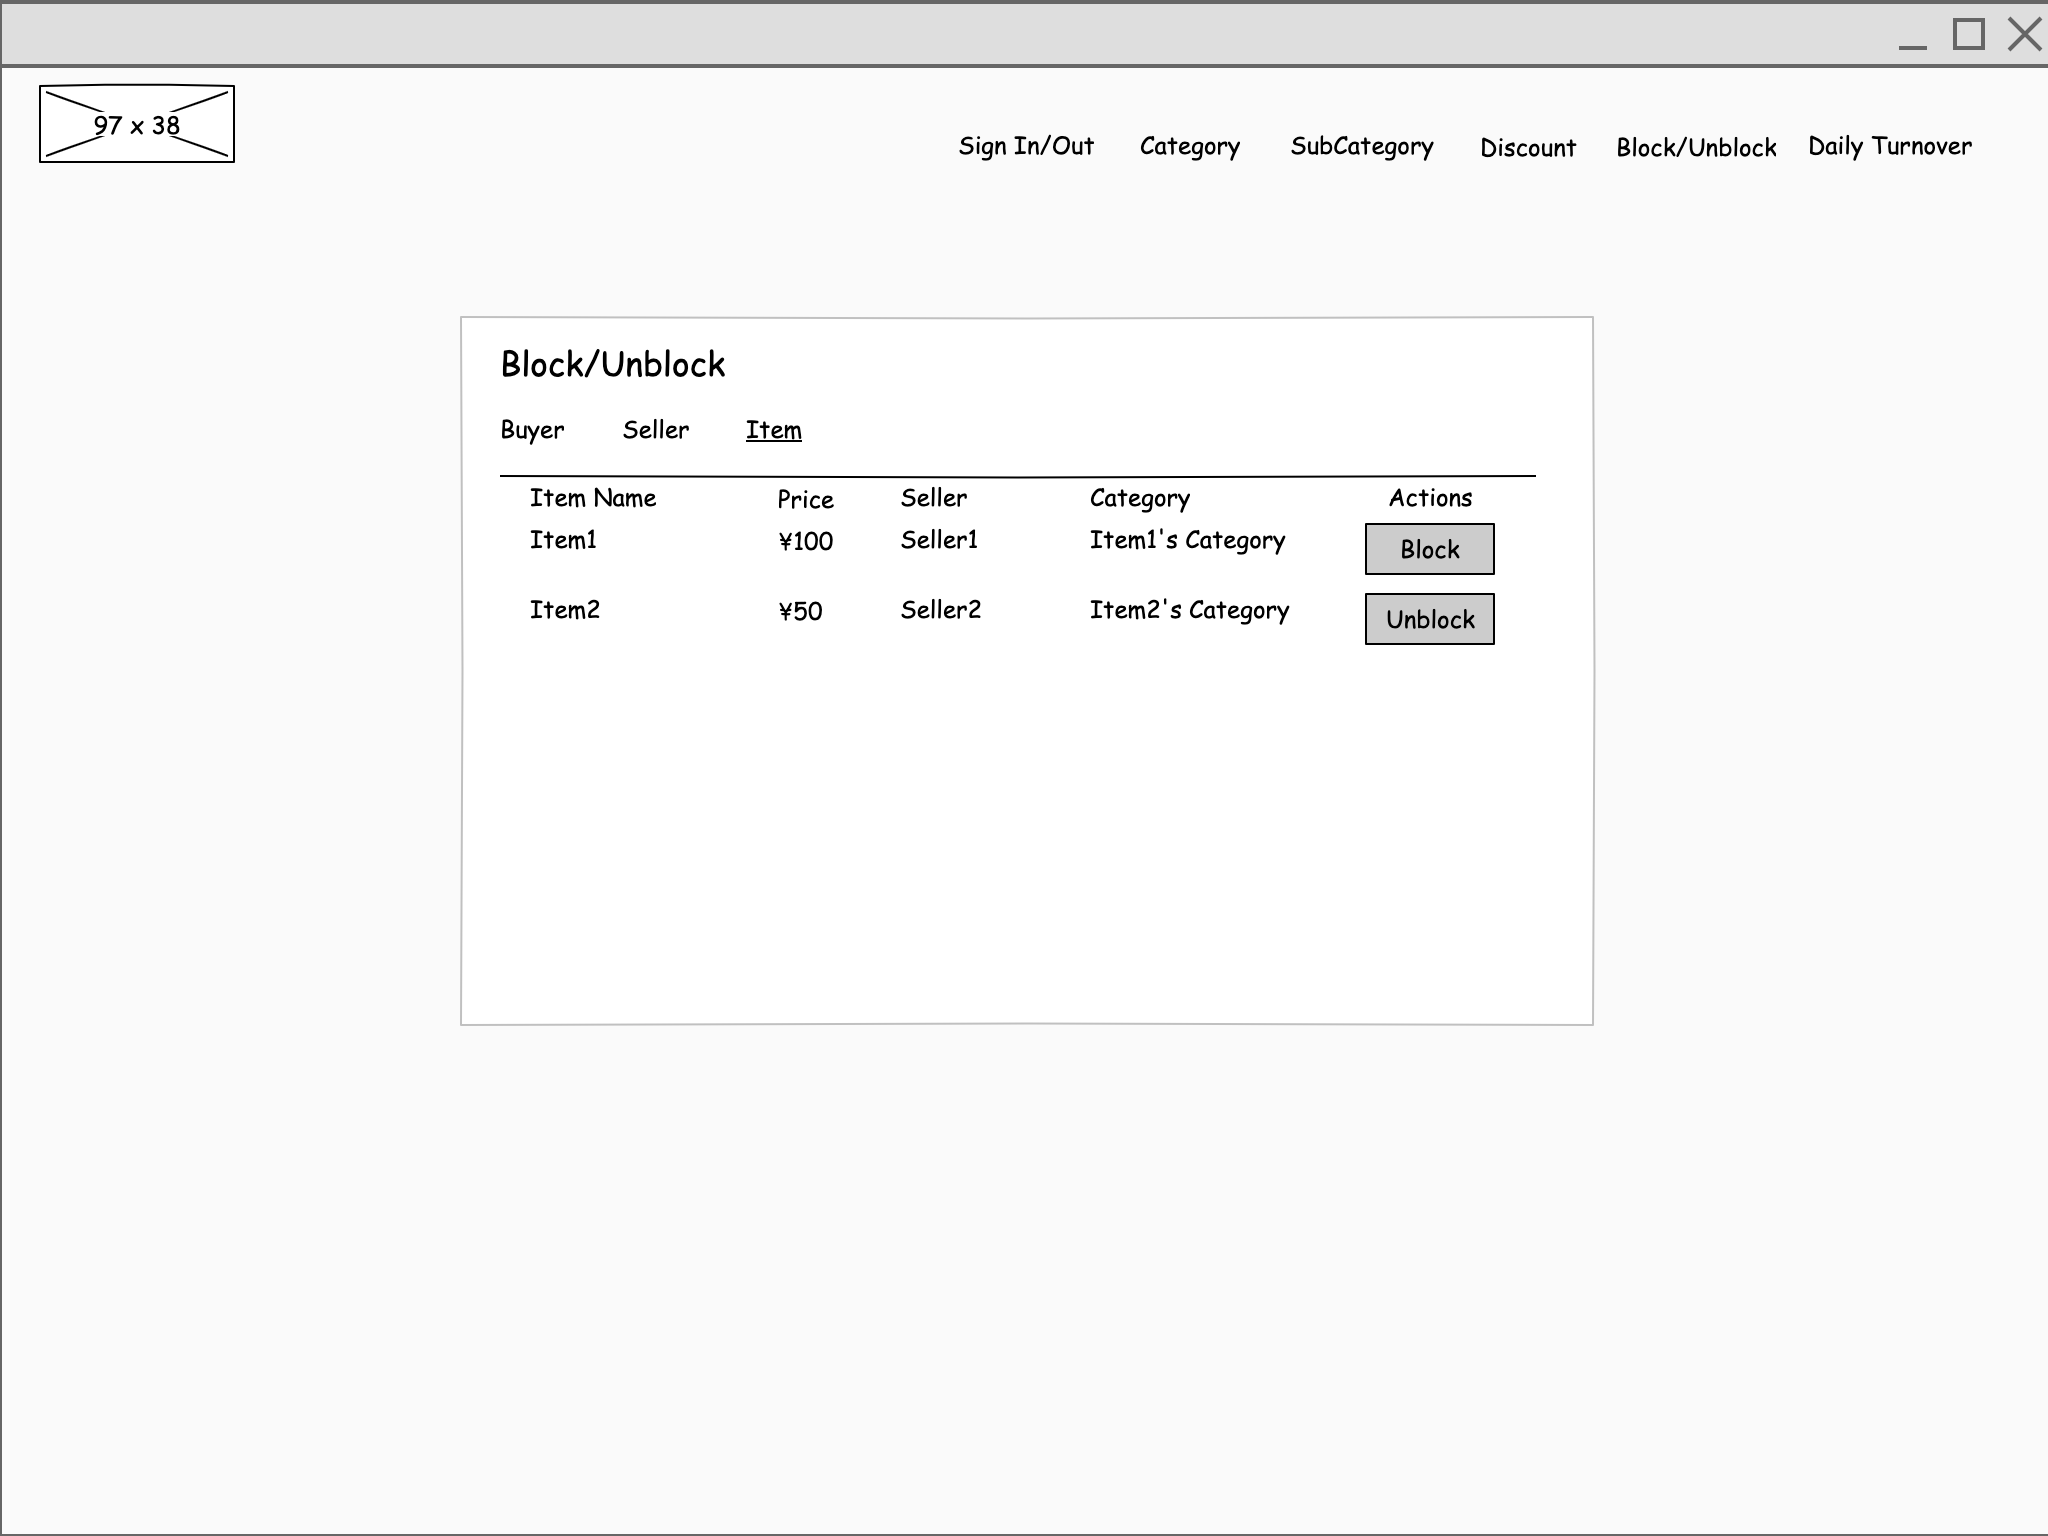 97 x 38
Sign In/Out Category SubCategory Discount Block/Unblock Daily Turnover
Block/Unblock
Buyer Seller Item
Item Name Price Seller Category Actions
Item1 ¥100 Seller1 Item1's Category Block
Item2 ¥50 Seller2 Item2's Category Unblock